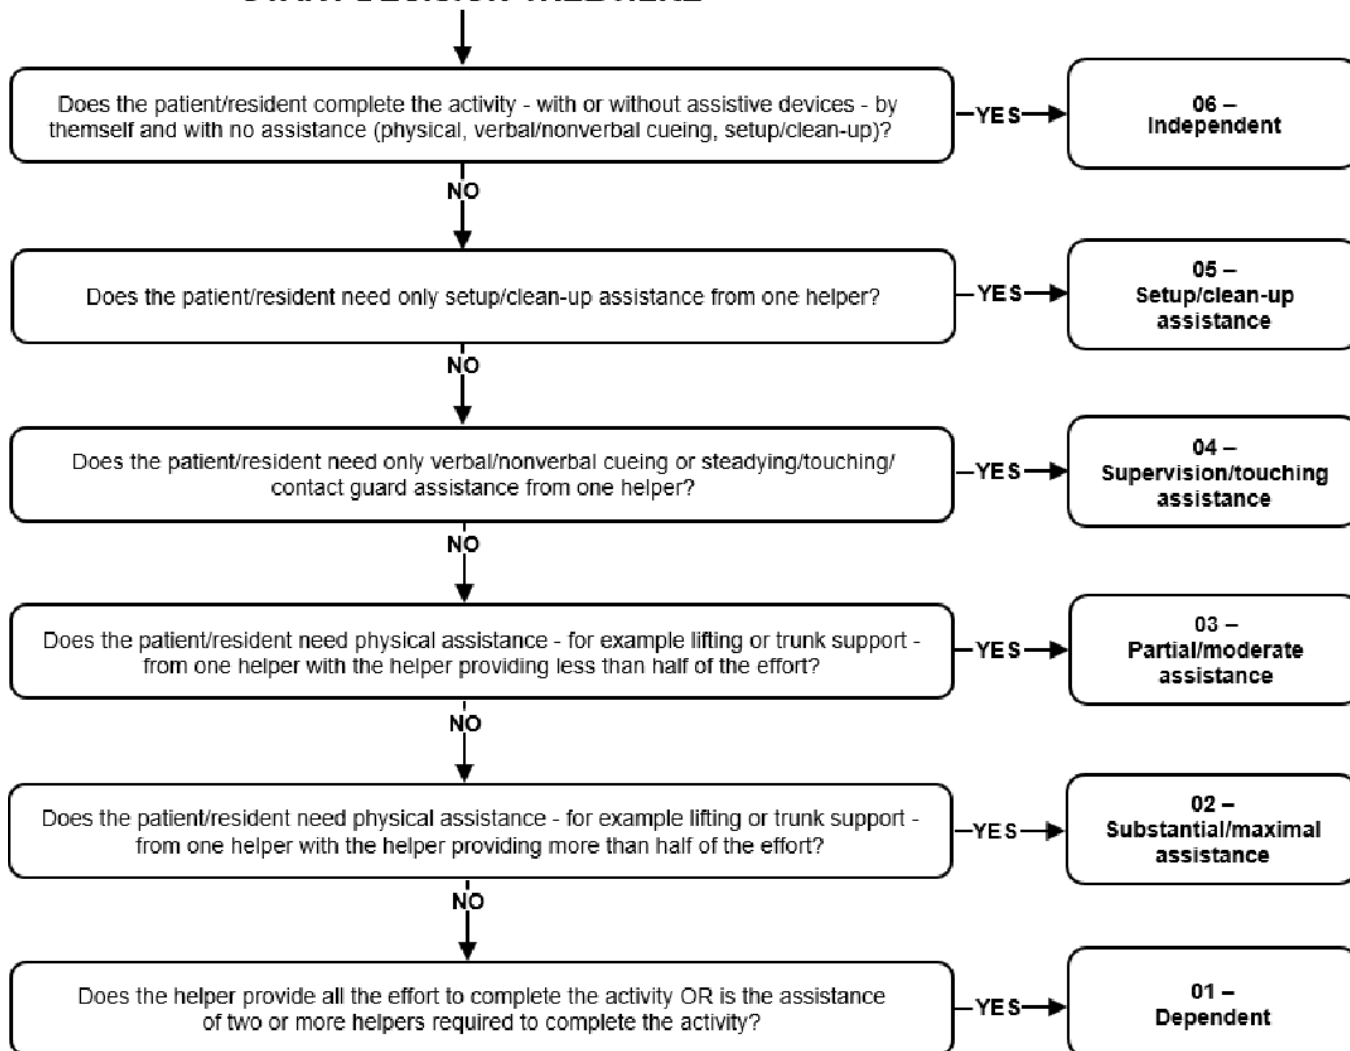 Does the patient/resident complete the activity - with or without assistive devices - by
themself and with no assistance (physical, verbal/nonverbal cueing, setup/clean-up)?
YES
06 –
Independent
NO
Does the patient/resident need only setup/clean-up assistance from one helper?
YES
05 –
Setup/clean-up
assistance
NO
Does the patient/resident need only verbal/nonverbal cueing or steadying/touching/
contact guard assistance from one helper?
YES
04 –
Supervision/touching
assistance
NO
Does the patient/resident need physical assistance - for example lifting or trunk support -
from one helper with the helper providing less than half of the effort?
YES
03 –
Partial/moderate
assistance
NO
Does the patient/resident need physical assistance - for example lifting or trunk support -
from one helper with the helper providing more than half of the effort?
YES
02 –
Substantial/maximal
assistance
NO
Does the helper provide all the effort to complete the activity OR is the assistance
of two or more helpers required to complete the activity?
YES
01 –
Dependent